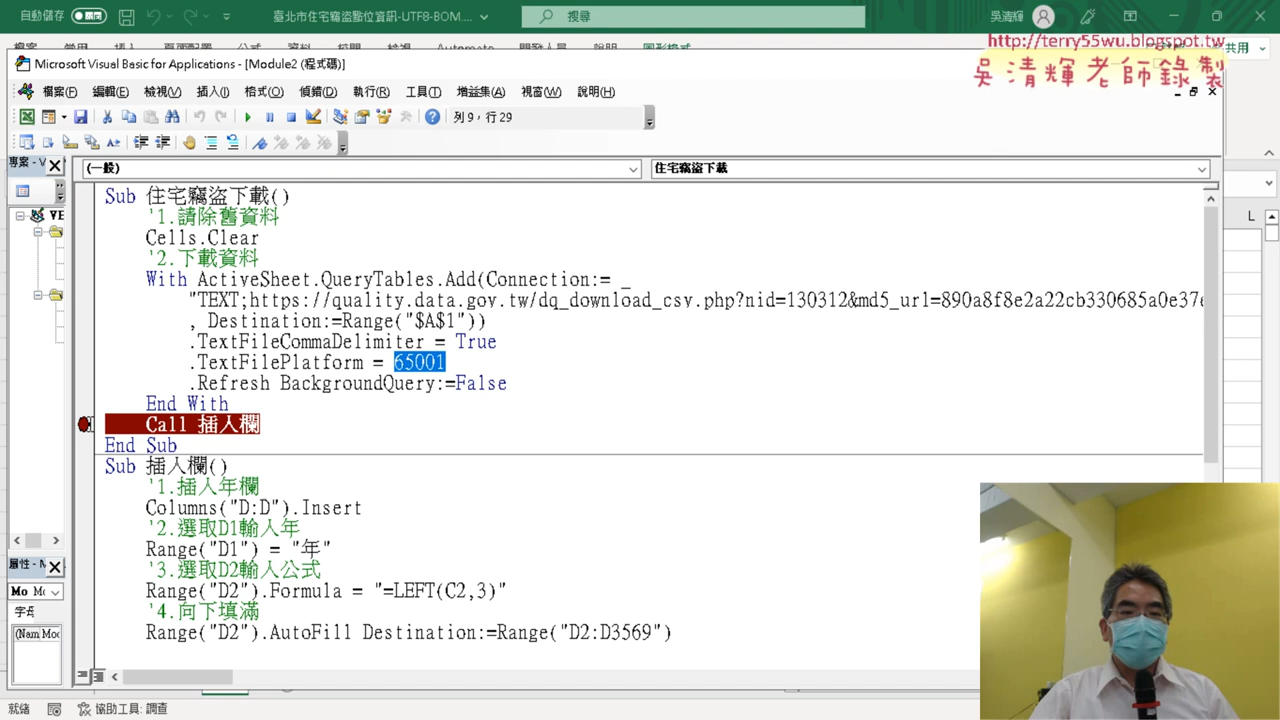 自動儲存
臺北市住宅竊盜點位資訊-UTF8-BOM...
搜尋
吳清輝
http://terry55wu.blogspot.tw
吳清輝老師錄製
共用
Microsoft Visual Basic for Applications - [Module2 (程式碼)]
檔案(F) 編輯(E) 檢視(V) 插入(I) 格式(O) 偵錯(D) 執行(R) 工具(T) 增益集(A) 視窗(W) 說明(H)
列 9，行 29
專案 - V
(一般)
住宅竊盜下載
L
VE
Sub 住宅竊盜下載()
'1.請除舊資料
Cells.Clear
'2.下載資料
With ActiveSheet.QueryTables.Add(Connection:= _
"TEXT;https://quality.data.gov.tw/dq_download_csv.php?nid=130312&md5_url=890a8f8e2a22cb330685a0e37
, Destination:=Range("$A$1"))
.TextFileCommaDelimiter = True
.TextFilePlatform = 65001
.Refresh BackgroundQuery:=False
End With
Call 插入欄
End Sub
Sub 插入欄()
'1.插入年欄
Columns("D:D").Insert
'2.選取D1輸入年
Range("D1") = "年"
'3.選取D2輸入公式
Range("D2").Formula = "=LEFT(C2,3)"
'4.向下填滿
Range("D2").AutoFill Destination:=Range("D2:D3569")
屬性 - M
Mo Mo
(Nam Moc
就緒
協助工具: 調查